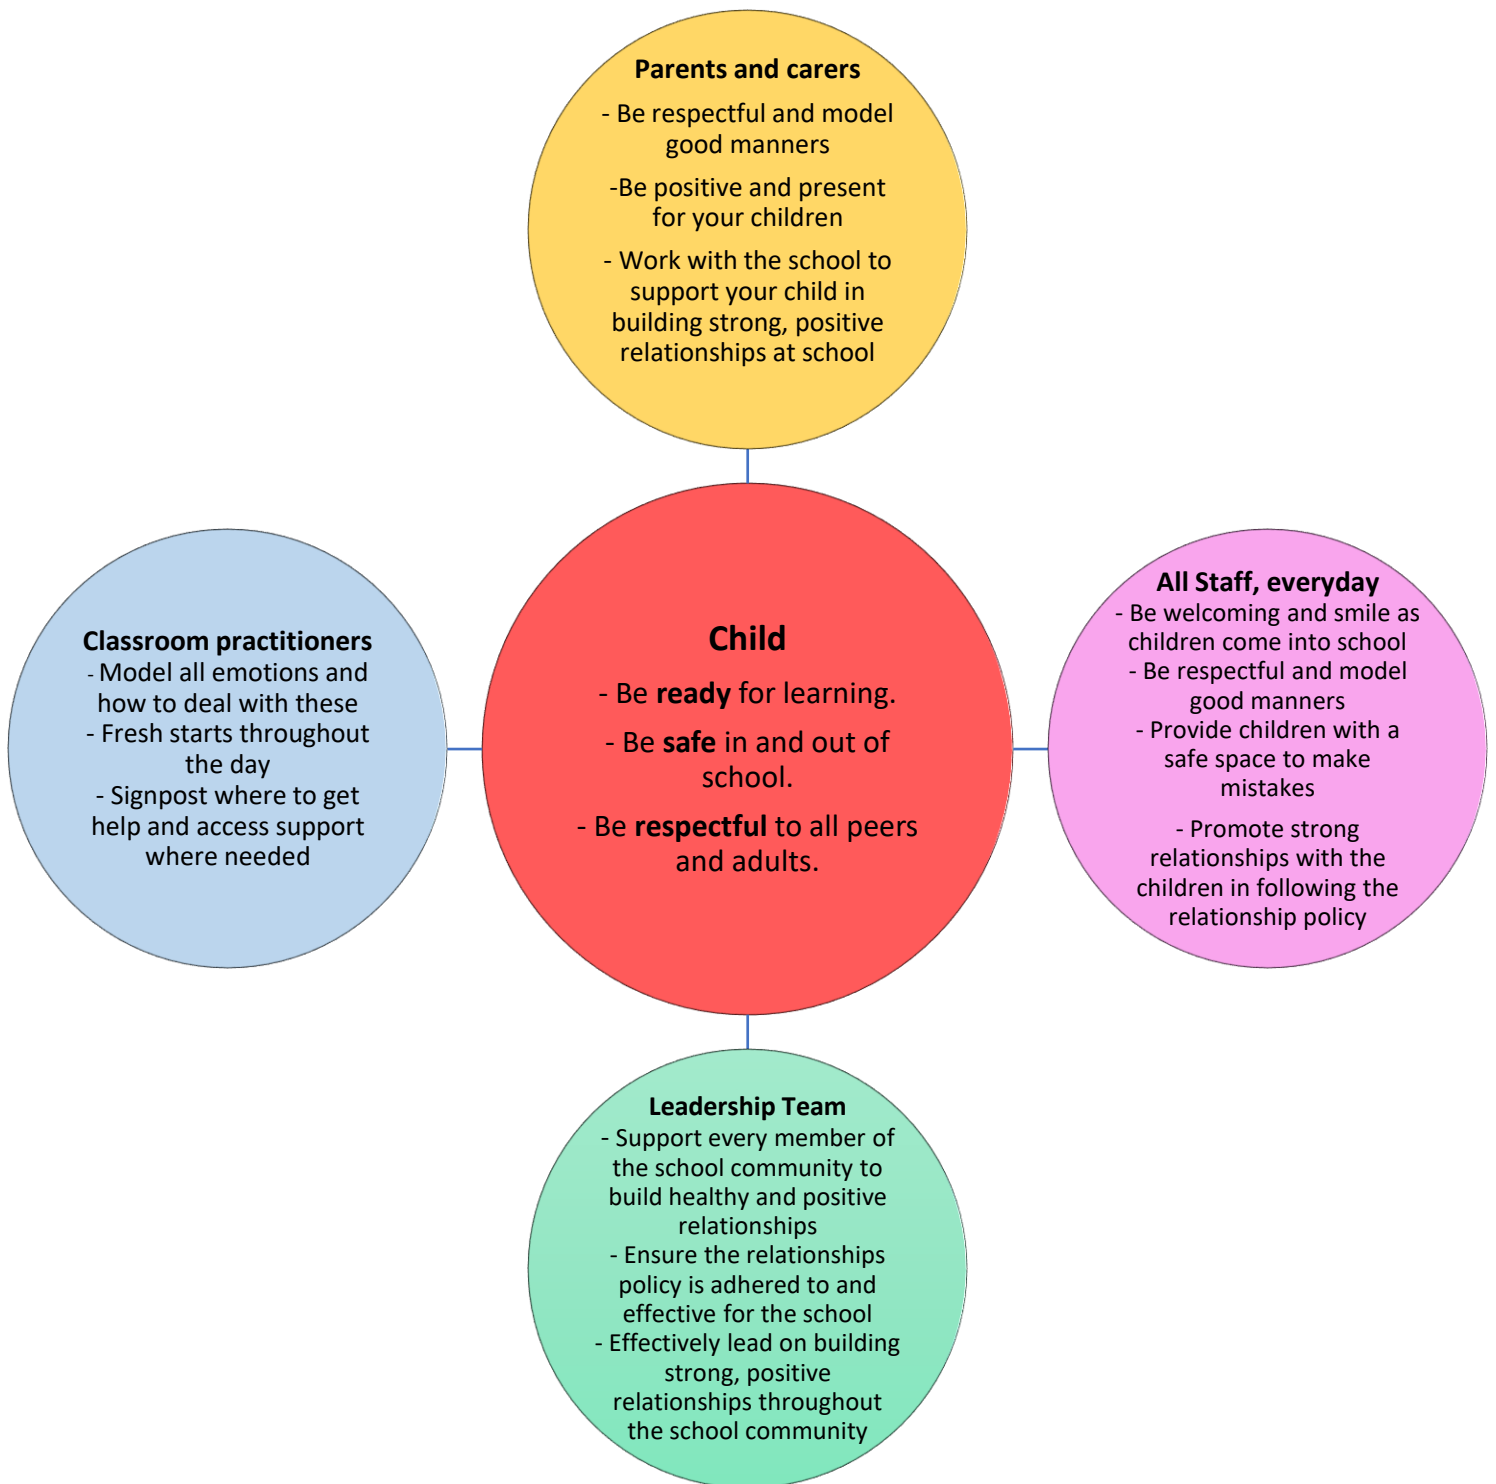 Parents and carers
- Be respectful and model
good manners
-Be positive and present
for your children
- Work with the school to
support your child in
building strong, positive
relationships at school
Classroom practitioners
- Model all emotions and
how to deal with these
- Fresh starts throughout
the day
- Signpost where to get
help and access support
where needed
Child
- Be ready for learning.
- Be safe in and out of
school.
- Be respectful to all peers
and adults.
All Staff, everyday
- Be welcoming and smile as
children come into school
- Be respectful and model
good manners
- Provide children with a
safe space to make
mistakes
- Promote strong
relationships with the
children in following the
relationship policy
Leadership Team
- Support every member of
the school community to
build healthy and positive
relationships
- Ensure the relationships
policy is adhered to and
effective for the school
- Effectively lead on building
strong, positive
relationships throughout
the school community